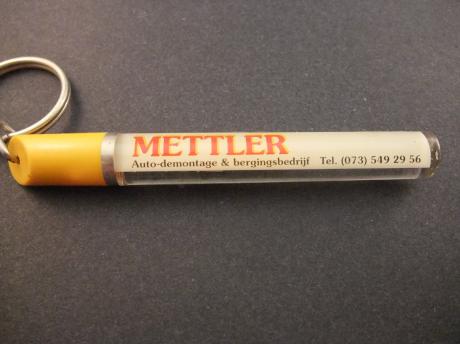 METTLER
Auto-demontage & bergingsbedrijf Tel. (073) 549 29 56